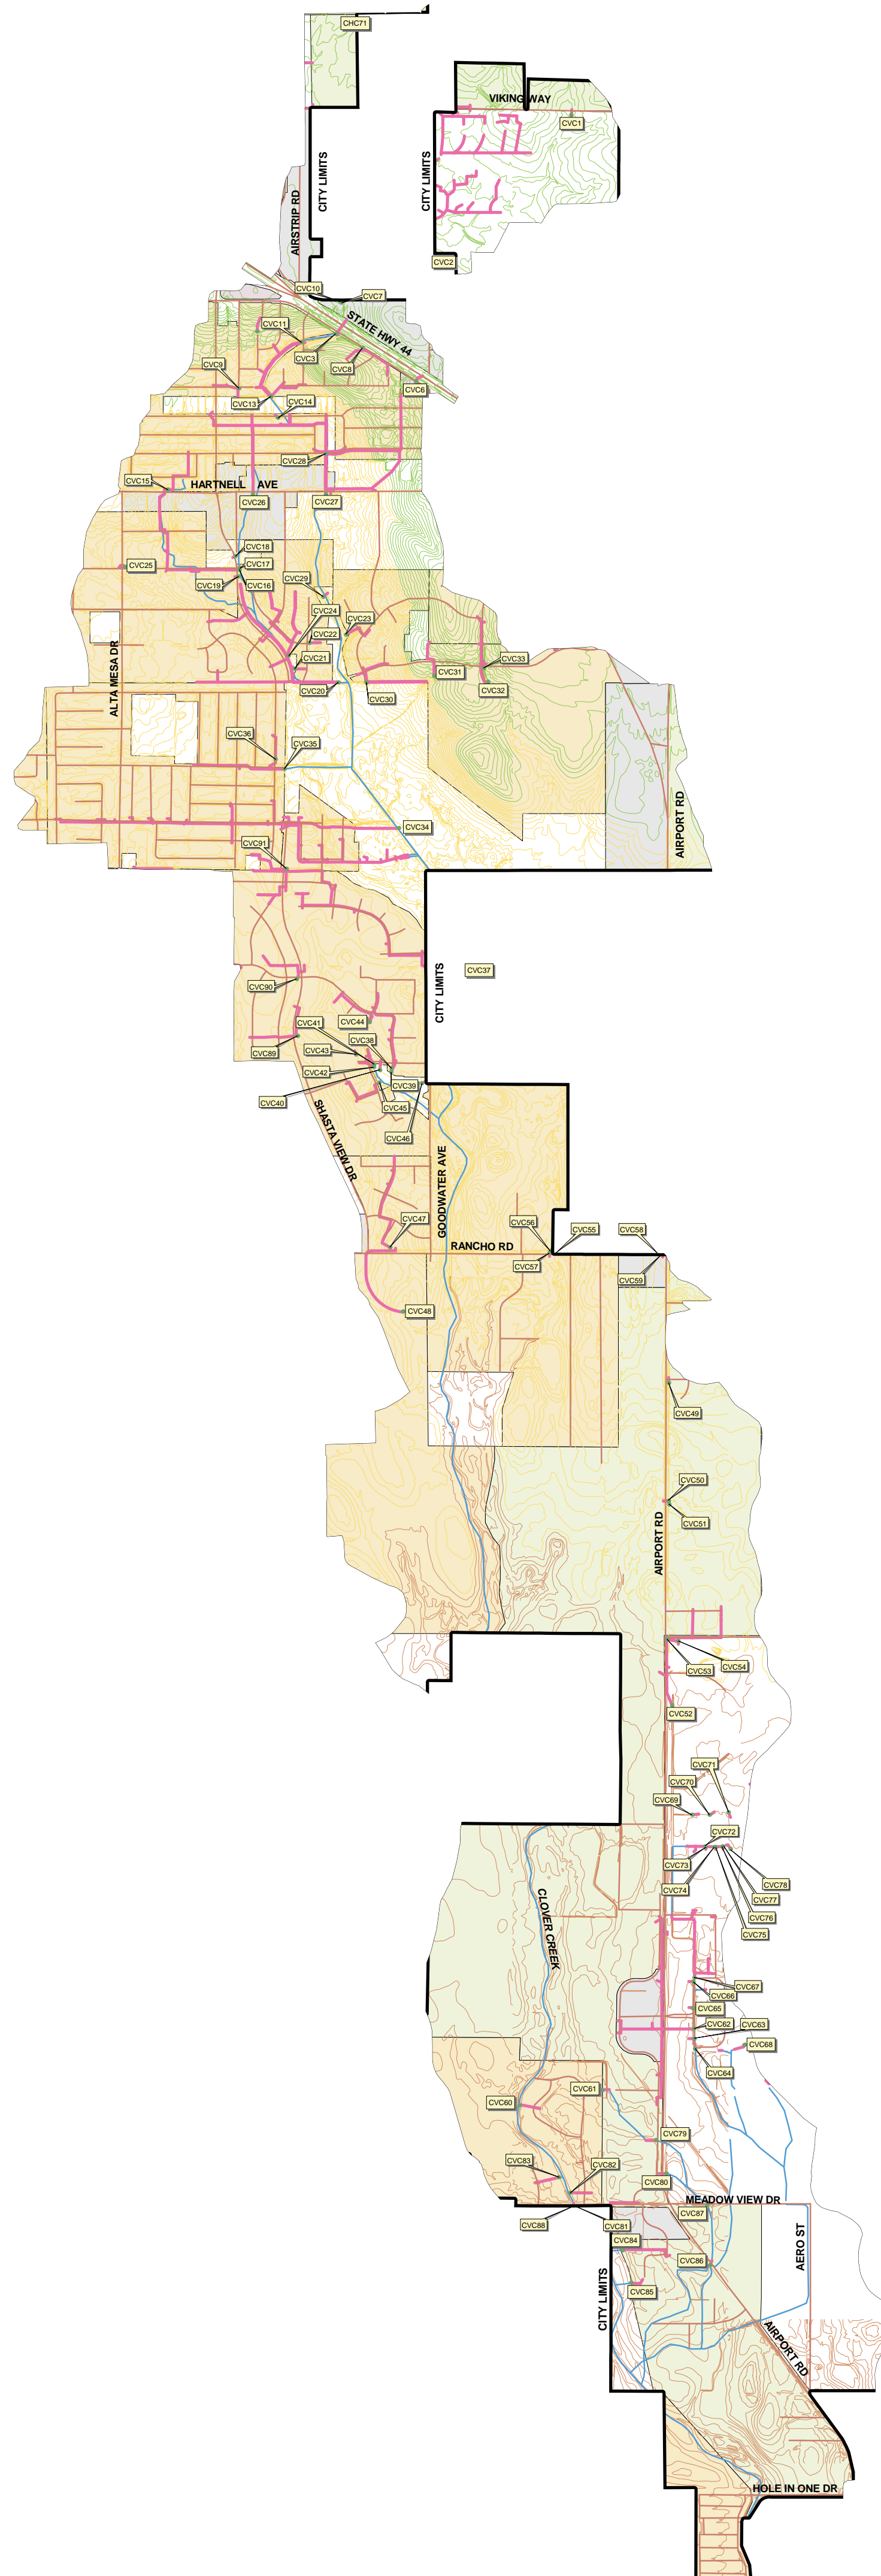 CHC71
VIKING WAY
CVC1
CITY LIMITS
CITY LIMITS
AIRSTRIP RD
CVC2
CVC10
CVC7
STATE HWY 44
CVC11
CVC3
CVC8
CVC9
CVC6
CVC13
CVC14
CVC28
CVC15
HARTNELL AVE
CVC26
CVC27
CVC18
CVC25
CVC17
CVC19
CVC16
CVC29
CVC24
CVC23
CVC22
CVC21
CVC20
CVC30
CVC31
CVC33
CVC32
ALTA MESA DR
CVC36
CVC35
CVC34
AIRPORT RD
CVC91
CVC37
CITY LIMITS
CVC90
CVC41
CVC44
CVC89
CVC43
CVC38
CVC42
CVC39
CVC40
CVC45
CVC46
SHASTA VIEW DR
GOODWATER AVE
CVC47
RANCHO RD
CVC56
CVC55
CVC58
CVC57
CVC59
CVC48
CVC49
CVC50
CVC51
AIRPORT RD
CVC53
CVC54
CVC52
CVC71
CVC70
CVC69
CVC72
CVC73
CVC74
CVC78
CVC77
CVC76
CVC75
CLOVER CREEK
CVC67
CVC66
CVC65
CVC62
CVC63
CVC68
CVC64
CVC61
CVC60
CVC79
CVC83
CVC82
CVC80
MEADOW VIEW DR
CVC87
CVC88
CVC81
CVC84
CVC86
CVC85
CITY LIMITS
AERO ST
AIRPORT RD
HOLE IN ONE DR